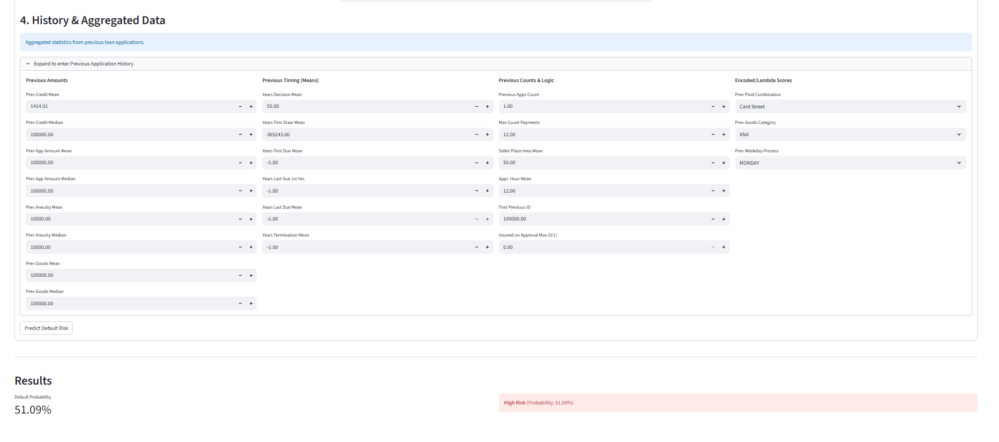 4. History & Aggregated Data
Aggregated statistics from previous loan applications.
Expand to enter Previous Application History
Previous Amounts
Prev Credit Mean
1414.01
Prev Credit Median
100000.00
Prev App Amount Mean
100000.00
Prev App Amount Median
100000.00
Prev Annuity Mean
10000.00
Prev Annuity Median
10000.00
Prev Goods Mean
100000.00
Prev Goods Median
100000.00
Previous Timing (Means)
Years Decision Mean
55.00
Years First Draw Mean
365243.00
Years First Due Mean
-1.00
Years Last Due 1st Ver.
-1.00
Years Last Due Mean
-1.00
Years Termination Mean
-1.00
Previous Counts & Logic
Previous Apps Count
1.00
Max Count Payments
12.00
Seller Place Area Mean
50.00
Appr. Hour Mean
12.00
First Previous ID
100000.00
Insured on Approval Max (0/1)
0.00
Encoded/Lambda Scores
Prev Prod Combination
Card Street
Prev Goods Category
XNA
Prev Weekday Process
MONDAY
Predict Default Risk
Results
Default Probability
51.09%
High Risk (Probability: 51.09%)